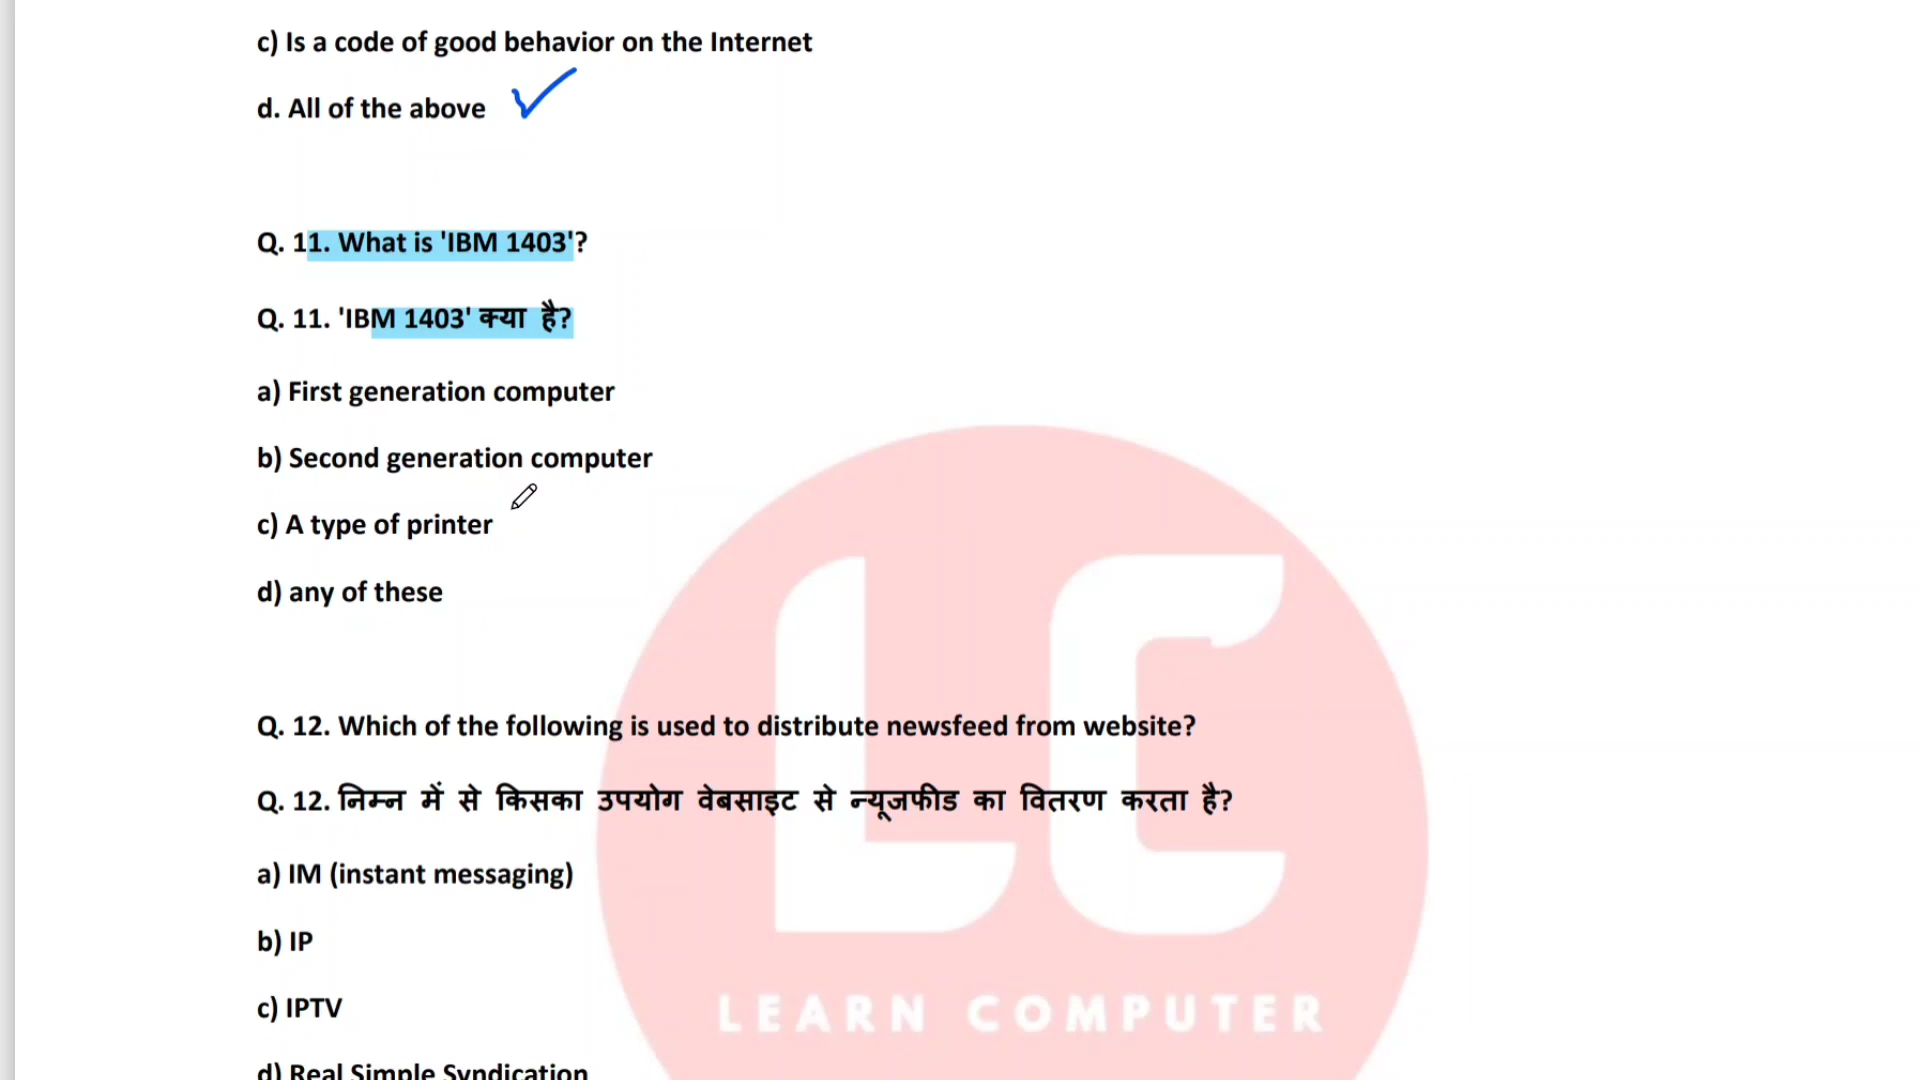 c) Is a code of good behavior on the Internet
d. All of the above
Q. 11. What is 'IBM 1403'?
Q. 11. 'IBM 1403' क्या है?
a) First generation computer
b) Second generation computer
c) A type of printer
d) any of these
Q. 12. Which of the following is used to distribute newsfeed from website?
Q. 12. निम्न में से किसका उपयोग वेबसाइट से न्यूजफीड का वितरण करता है?
a) IM (instant messaging)
b) IP
c) IPTV
d) Real Simple Syndication
LC
LEARN COMPUTER